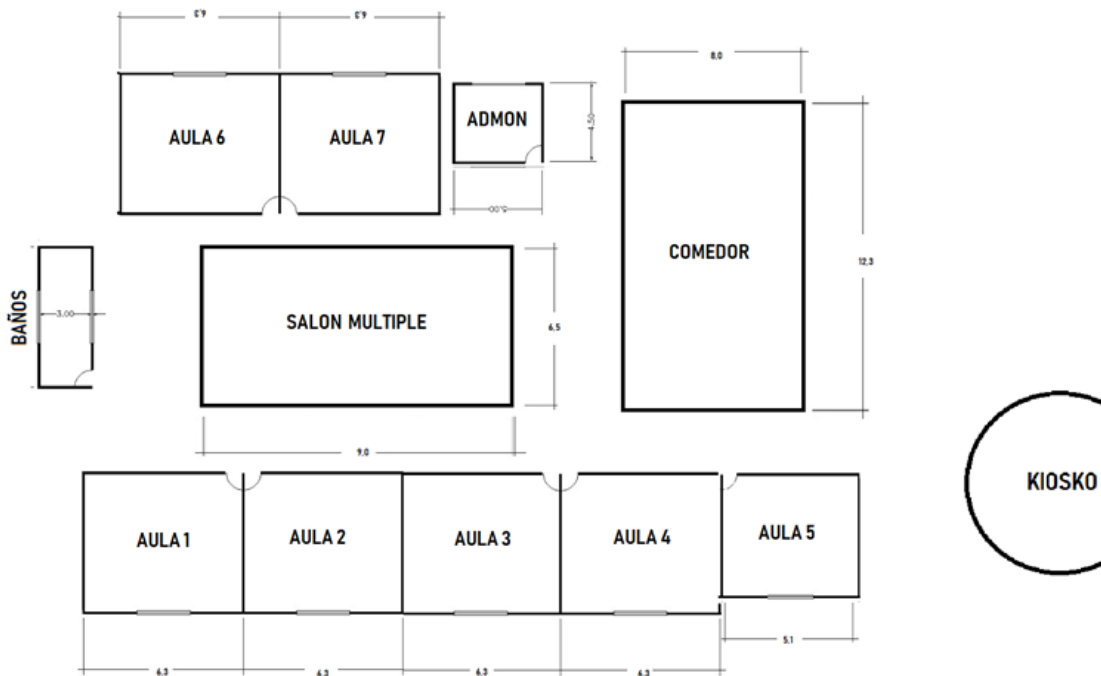 6,3
6,3
8,0
AULA 6
AULA 7
ADMON
4,50
5,00
COMEDOR
12,3
BAÑOS
3,00
SALON MULTIPLE
6,5
9,0
KIOSKO
AULA 1
AULA 2
AULA 3
AULA 4
AULA 5
5,1
6,3
6,3
6,3
6,3